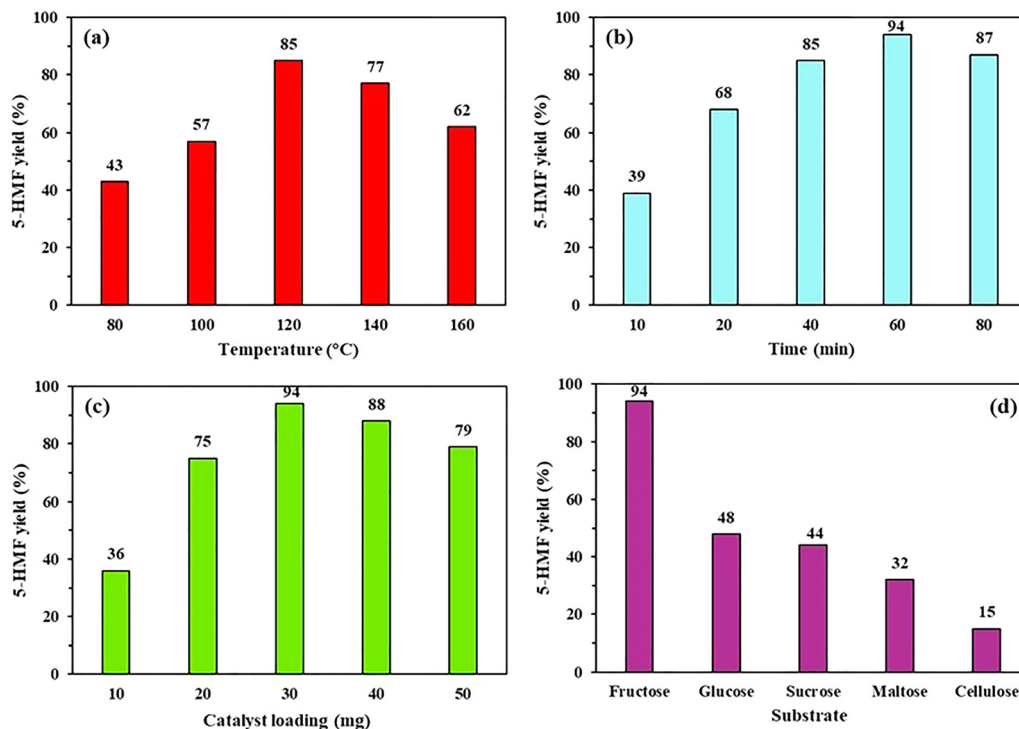 (a)
5-HMF yield (%)
100
80
60
40
20
0
43
57
85
77
62
80 100 120 140 160
Temperature (°C)
(b)
5-HMF yield (%)
100
80
60
40
20
0
39
68
85
94
87
10 20 40 60 80
Time (min)
(c)
5-HMF yield (%)
100
80
60
40
20
0
36
75
94
88
79
10 20 30 40 50
Catalyst loading (mg)
(d)
5-HMF yield (%)
100
80
60
40
20
0
94
48
44
32
15
Fructose Glucose Sucrose Maltose Cellulose
Substrate